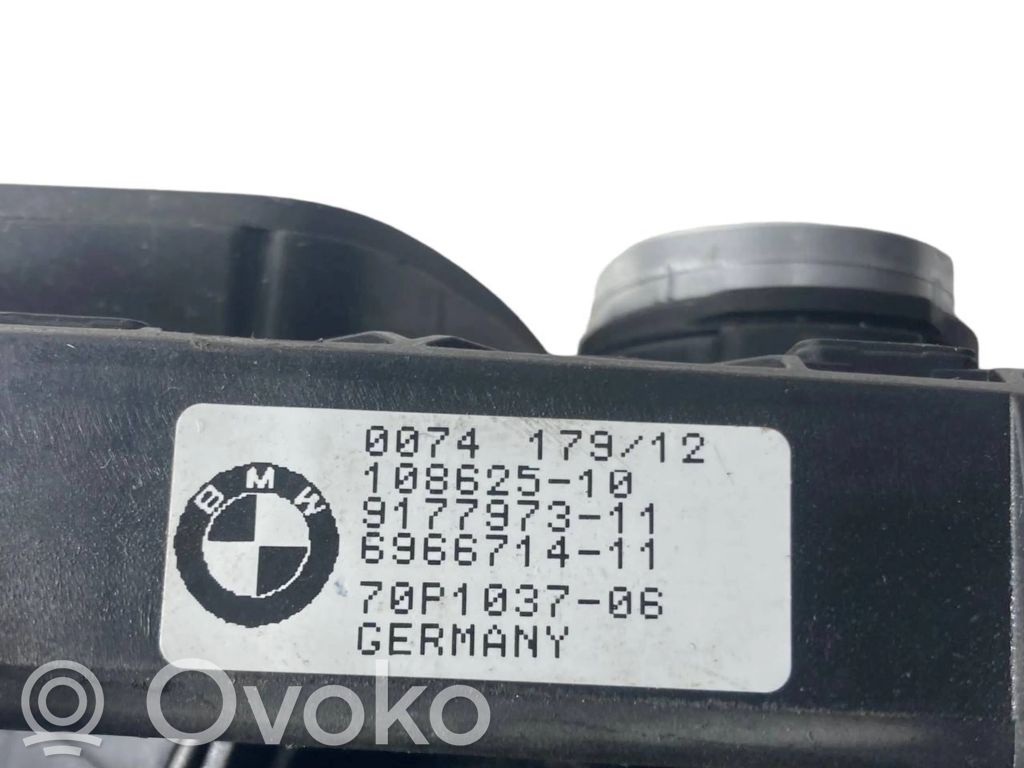 0074 179/12
108625-10
9177973-11
6966714-11
70P1037-06
GERMANY
BMW
Ovoko